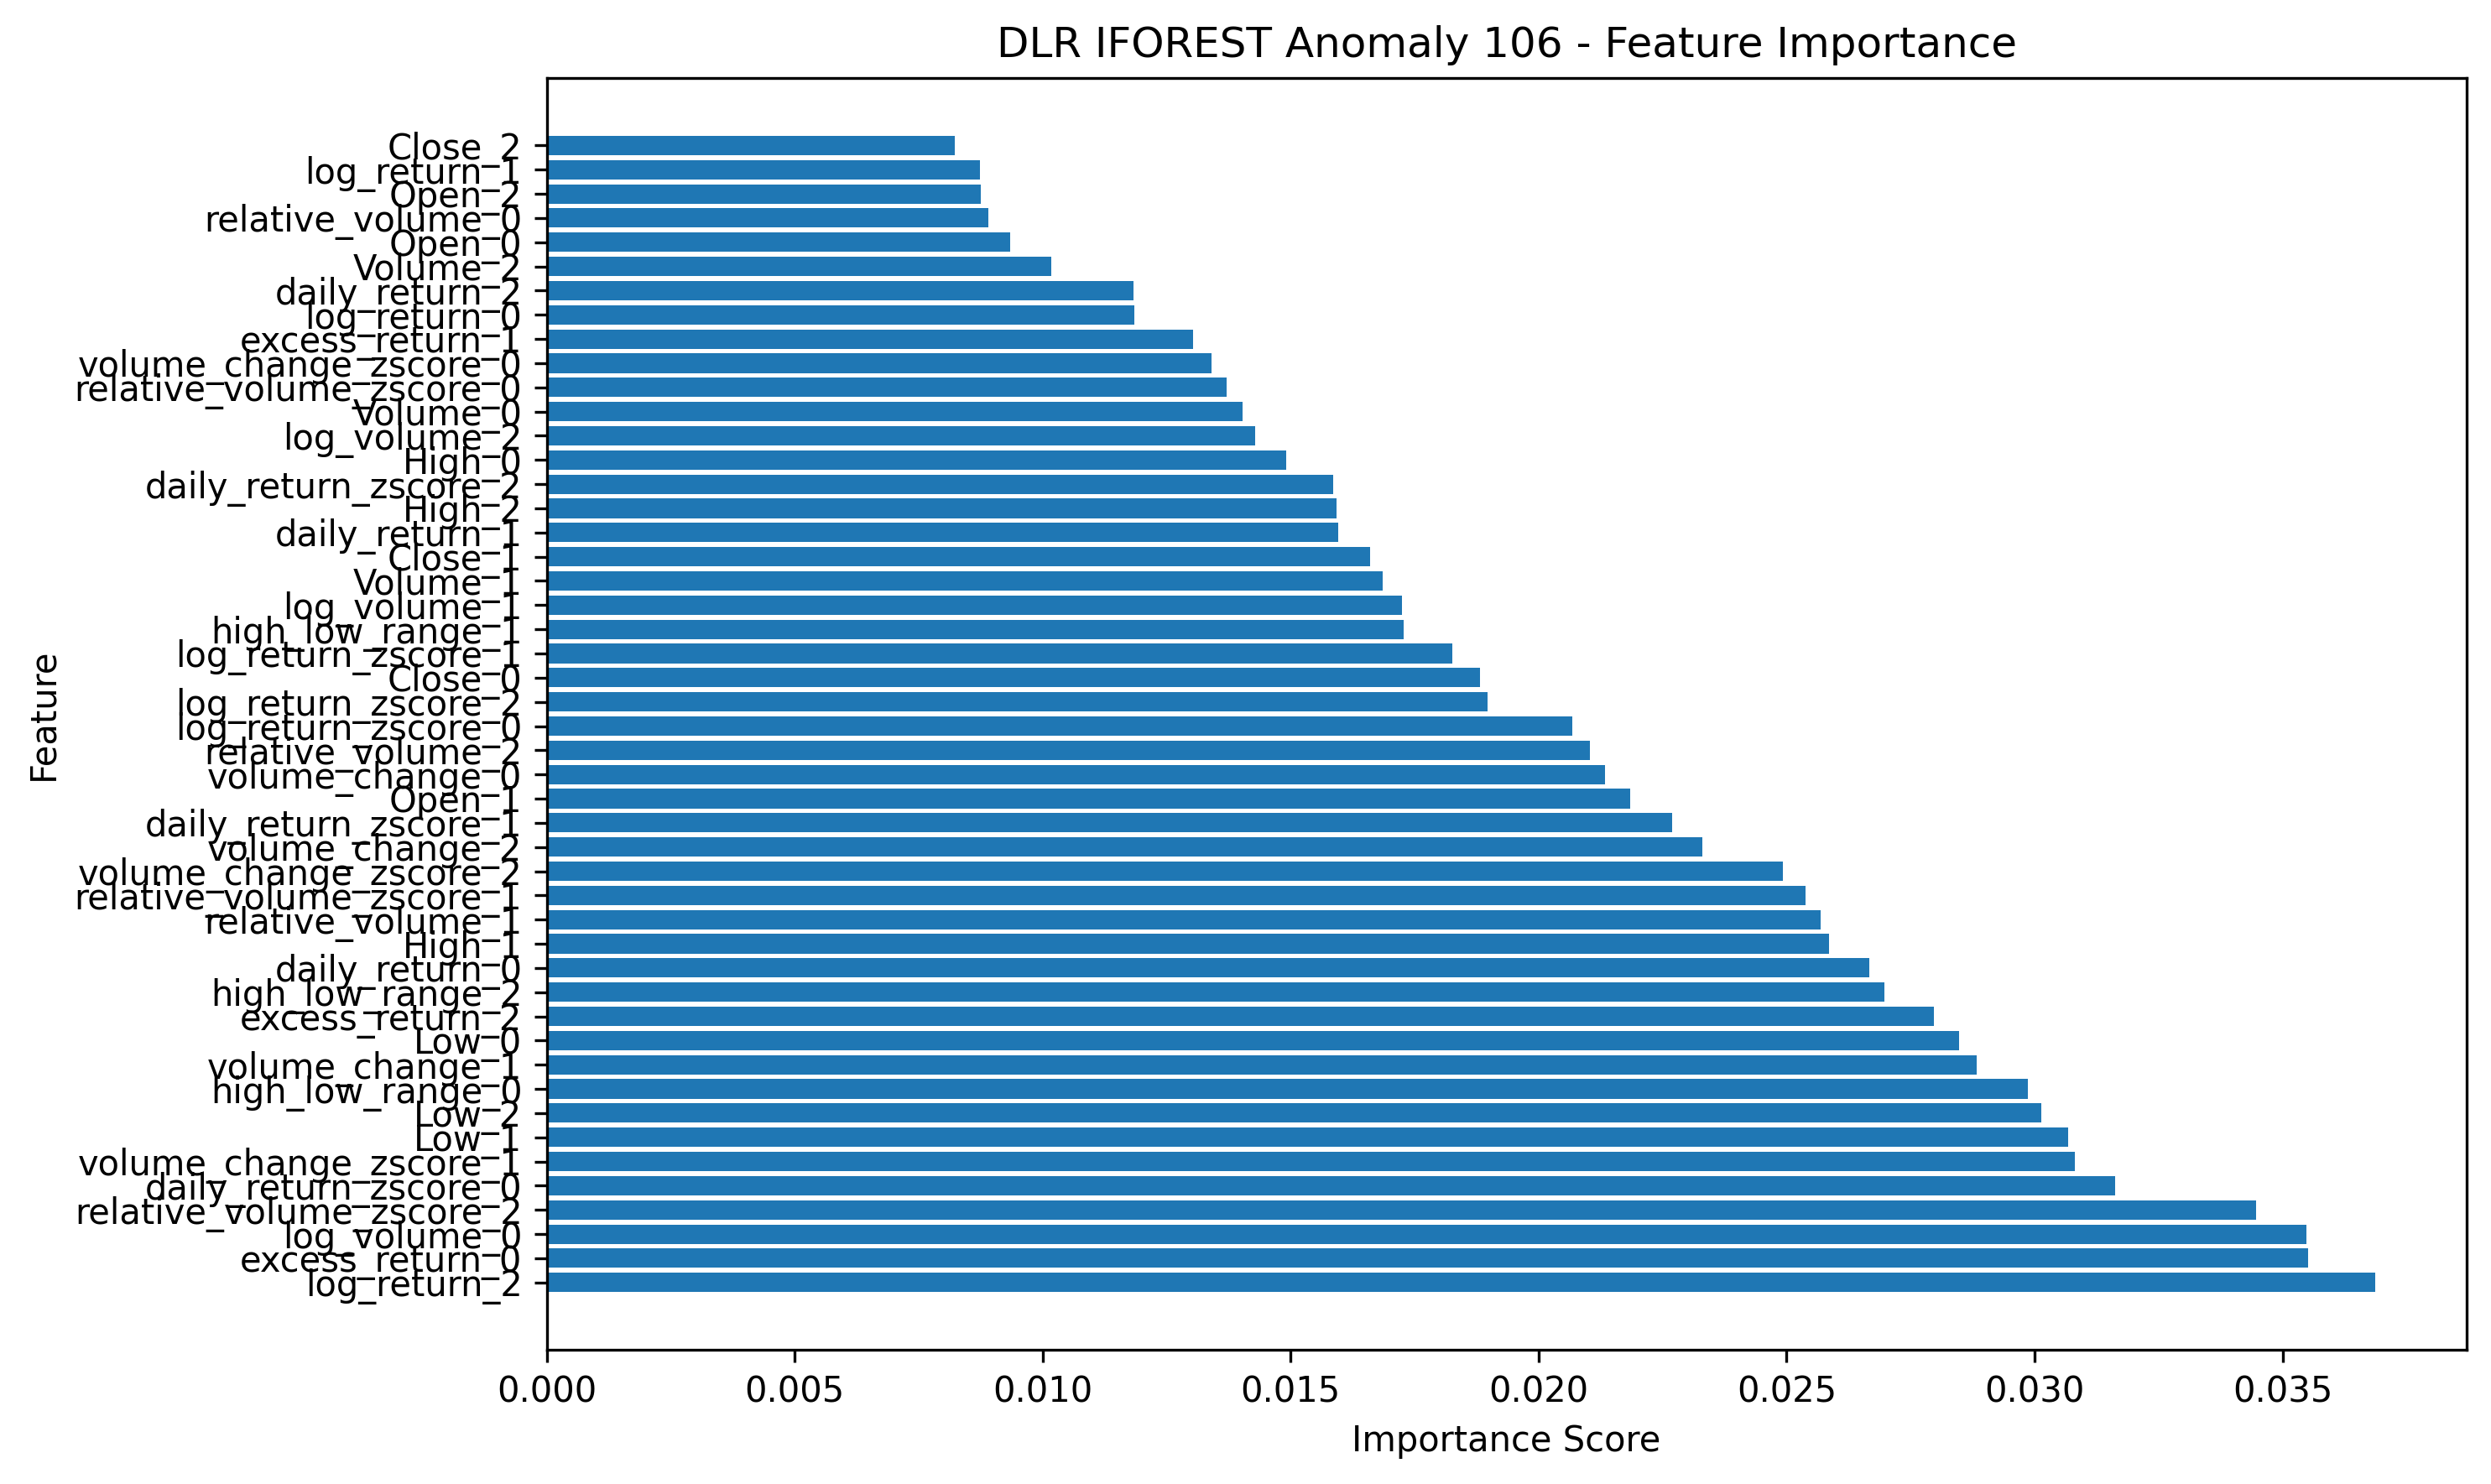 DLR IFOREST Anomaly 106 - Feature Importance
Close_2
log_return_1
Open_2
relative_volume_0
Open_0
Volume_2
daily_return_2
log_return_0
excess_return_1
volume_change_zscore_0
relative_volume_zscore_0
Volume_0
log_volume_2
High_0
daily_return_zscore_2
High_2
daily_return_1
Close_1
Volume_1
log_volume_1
high_low_range_1
log_return_zscore_1
Close_0
log_return_zscore_2
log_return_zscore_0
relative_volume_2
volume_change_0
Open_1
daily_return_zscore_1
volume_change_2
volume_change_zscore_2
relative_volume_zscore_1
relative_volume_1
High_1
daily_return_0
high_low_range_2
excess_return_2
Low_0
volume_change_1
high_low_range_0
Low_2
Low_1
volume_change_zscore_1
daily_return_zscore_0
relative_volume_zscore_2
log_volume_0
excess_return_0
log_return_2
Feature
0.000 0.005 0.010 0.015 0.020 0.025 0.030 0.035
Importance Score